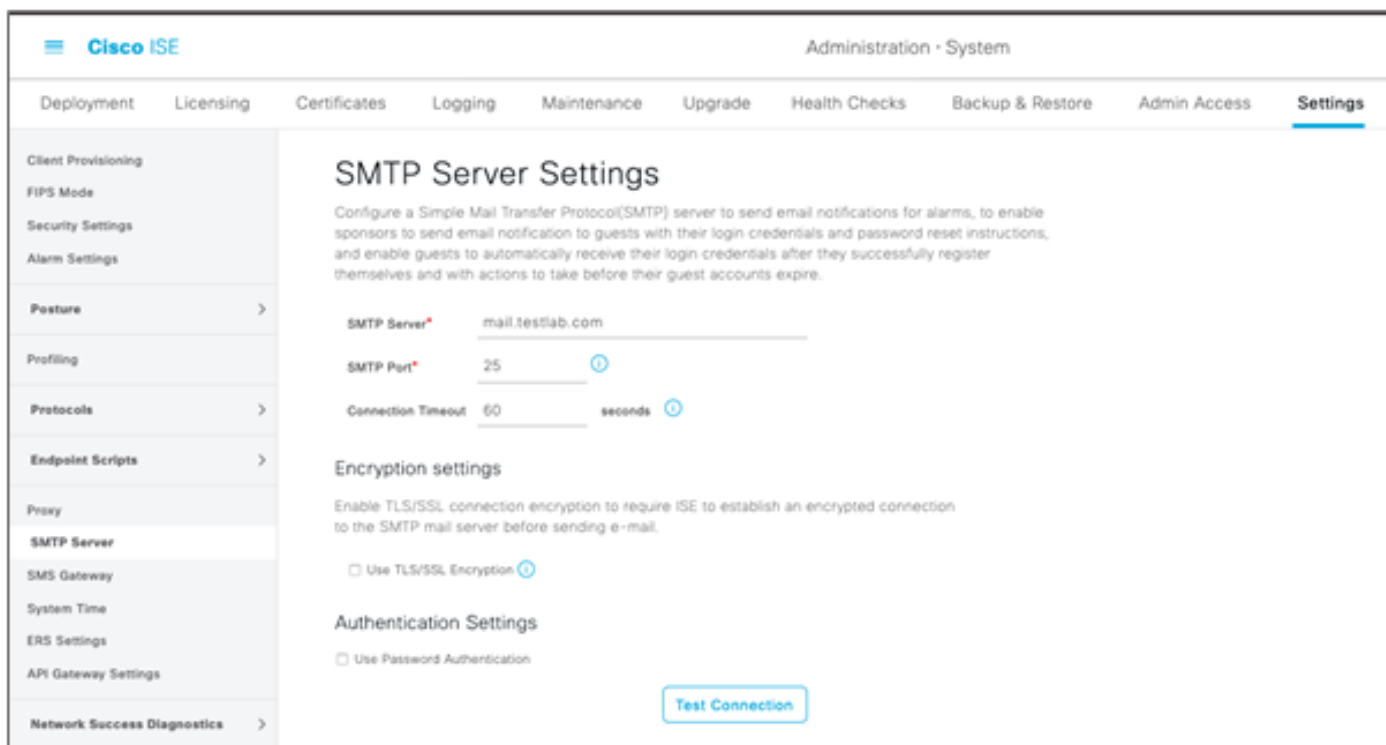 Cisco ISE
Administration · System
Deployment Licensing Certificates Logging Maintenance Upgrade Health Checks Backup & Restore Admin Access Settings
Client Provisioning
FIPS Mode
Security Settings
Alarm Settings
Posture
Profiling
Protocols
Endpoint Scripts
Proxy
SMTP Server
SMS Gateway
System Time
ERS Settings
API Gateway Settings
Network Success Diagnostics
SMTP Server Settings
Configure a Simple Mail Transfer Protocol(SMTP) server to send email notifications for alarms, to enable
sponsors to send email notification to guests with their login credentials and password reset instructions,
and enable guests to automatically receive their login credentials after they successfully register
themselves and with actions to take before their guest accounts expire.
SMTP Server* mail.testlab.com
SMTP Port* 25
Connection Timeout 60 seconds
Encryption settings
Enable TLS/SSL connection encryption to require ISE to establish an encrypted connection
to the SMTP mail server before sending e-mail.
Use TLS/SSL Encryption
Authentication Settings
Use Password Authentication
Test Connection